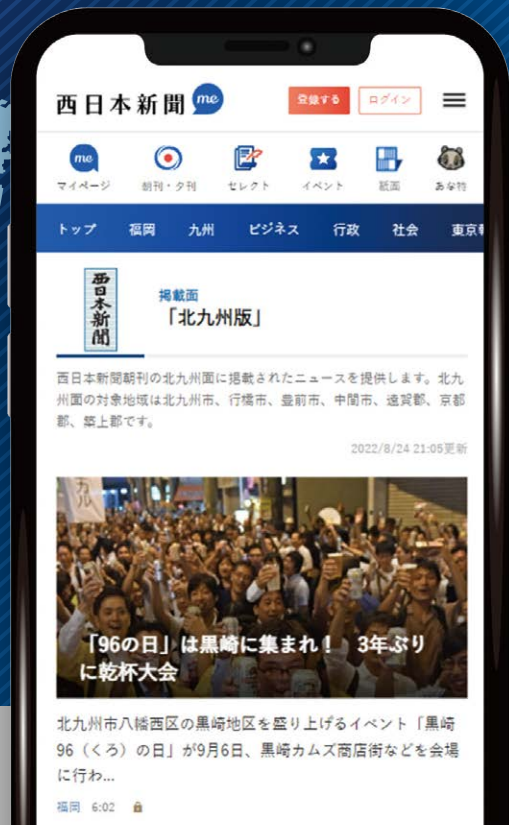 西日本新聞 me
登録する
ログイン
me
マイページ
朝刊・夕刊
セレクト
イベント
紙面
あな特
トップ 福岡 九州 ビジネス 行政 社会 東京
西日本新聞
掲載面
「北九州版」
西日本新聞朝刊の北九州面に掲載されたニュースを提供します。北九
州面の対象地域は北九州市、行橋市、豊前市、中間市、遠賀郡、京都
郡、築上郡です。
2022/8/24 21:05更新
「96の日」は黒崎に集まれ！ 3年ぶり
に乾杯大会
北九州市八幡西区の黒崎地区を盛り上げるイベント「黒崎
96（くろ）の日」が9月6日、黒崎カムズ商店街などを会場
に行わ...
福岡 6:02